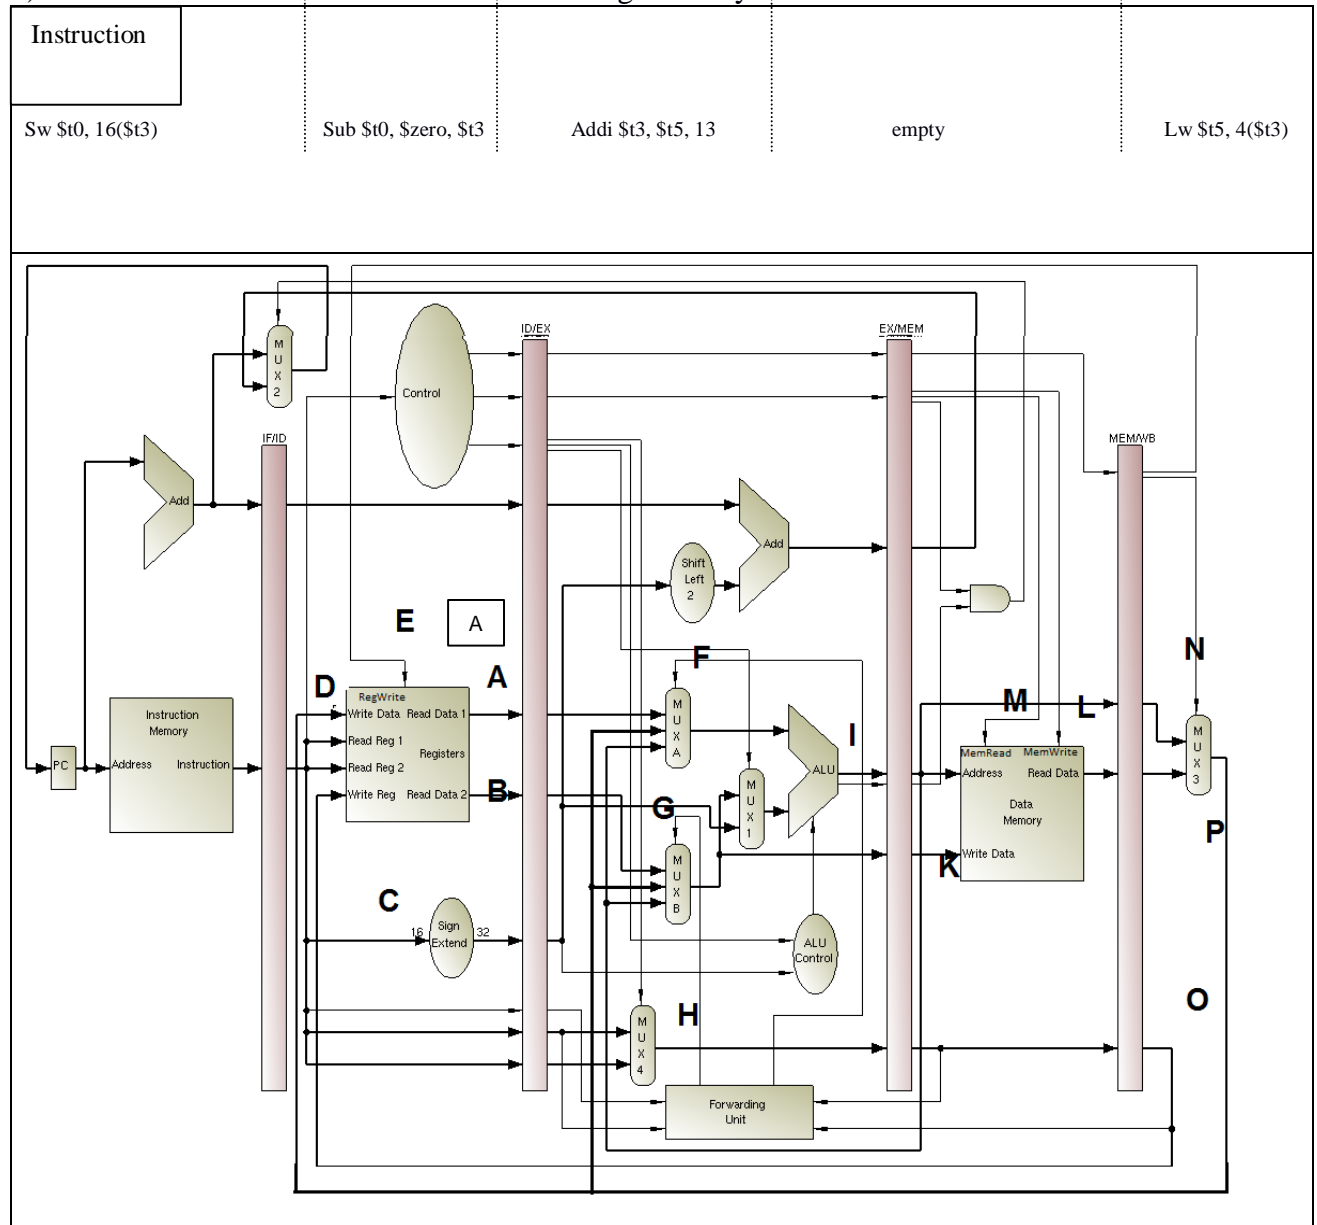 Instruction
Sw $t0, 16($t3)
Sub $t0, $zero, $t3
Addi $t3, $t5, 13
empty
Lw $t5, 4($t3)
M
U
X
2
Control
ID/EX
EX/MEM
IF/ID
MEM/WB
Add
Add
Shift
Left
2
E
A
D
A
F
N
M
L
I
B
G
P
K
C
H
O
PC
Instruction
Memory
Address
Instruction
RegWrite
Write Data
Read Data 1
Read Reg 1
Registers
Read Reg 2
Write Reg
Read Data 2
M
U
X
A
M
U
X
1
M
U
X
B
ALU
MemRead
MemWrite
Address
Read Data
Data
Memory
Write Data
M
U
X
3
16
Sign
Extend
32
ALU
Control
M
U
X
4
Forwarding
Unit